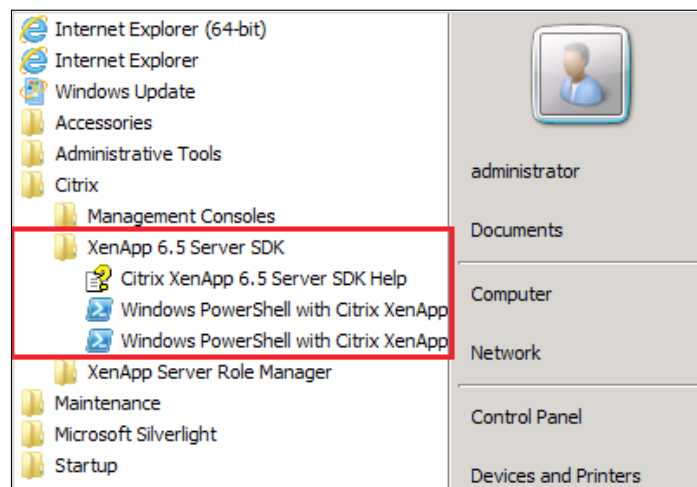 Internet Explorer (64-bit)
Internet Explorer
Windows Update
Accessories
Administrative Tools
Citrix
Management Consoles
XenApp 6.5 Server SDK
Citrix XenApp 6.5 Server SDK Help
Windows PowerShell with Citrix XenApp
Windows PowerShell with Citrix XenApp
XenApp Server Role Manager
Maintenance
Microsoft Silverlight
Startup
administrator
Documents
Computer
Network
Control Panel
Devices and Printers